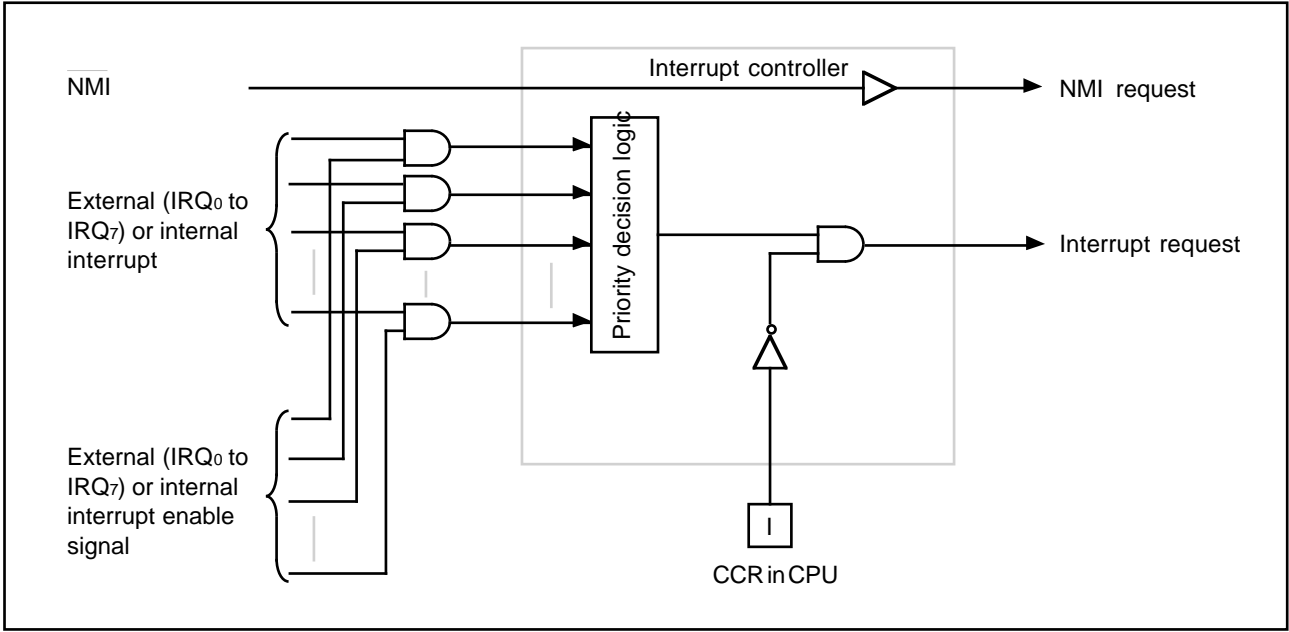 Interrupt controller
NMI
NMI request
External (IRQ0 to
IRQ7) or internal
interrupt
Priority decision logic
Interrupt request
External (IRQ0 to
IRQ7) or internal
interrupt enable
signal
I
CCR in CPU